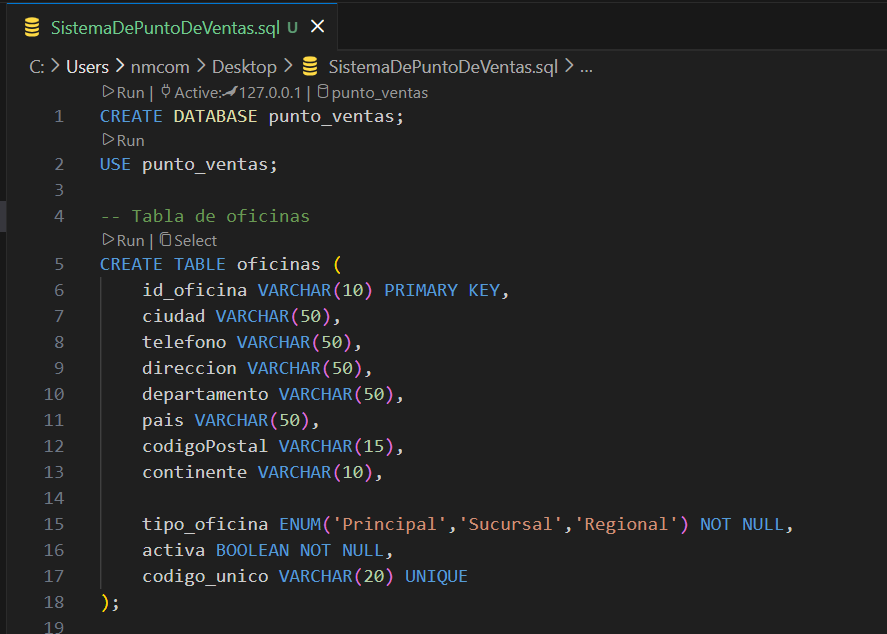 SistemaDePuntoDeVentas.sql U
C: > Users > nmcom > Desktop > SistemaDePuntoDeVentas.sql > ...
Run | Active: 127.0.0.1 | punto_ventas
1 CREATE DATABASE punto_ventas;
Run
2 USE punto_ventas;
3
4 -- Tabla de oficinas
Run | Select
5 CREATE TABLE oficinas (
6 id_oficina VARCHAR(10) PRIMARY KEY,
7 ciudad VARCHAR(50),
8 telefono VARCHAR(50),
9 direccion VARCHAR(50),
10 departamento VARCHAR(50),
11 pais VARCHAR(50),
12 codigoPostal VARCHAR(15),
13 continente VARCHAR(10),
14
15 tipo_oficina ENUM('Principal','Sucursal','Regional') NOT NULL,
16 activa BOOLEAN NOT NULL,
17 codigo_unico VARCHAR(20) UNIQUE
18 );
19